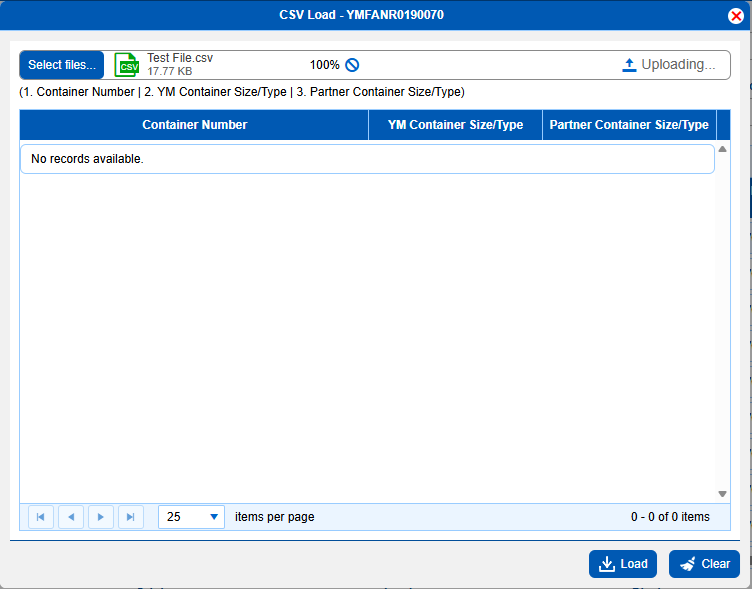 CSV Load - YMFANR0190070
Select files...
CSV
Test File.csv
17.77 KB
100%
Uploading...
(1. Container Number | 2. YM Container Size/Type | 3. Partner Container Size/Type)
Container Number
YM Container Size/Type
Partner Container Size/Type
No records available.
25
items per page
0 - 0 of 0 items
Load
Clear